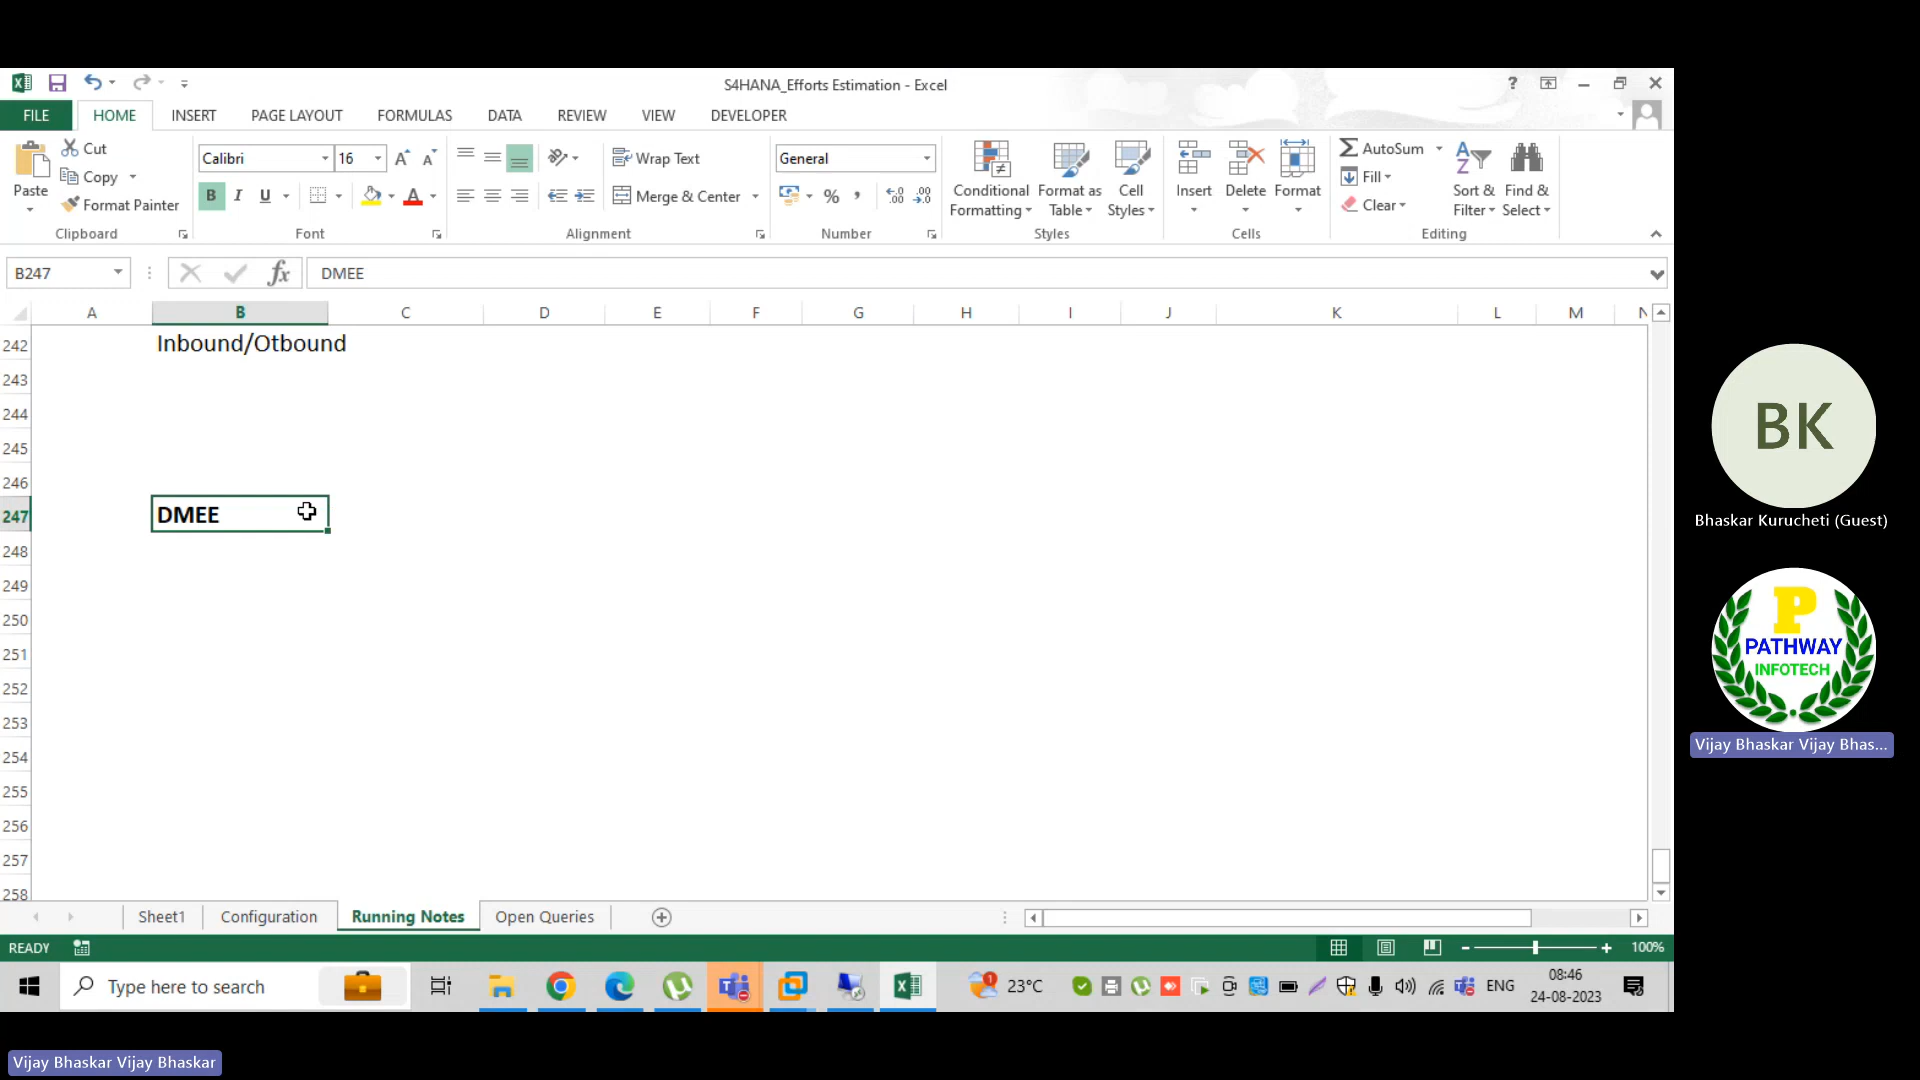 S4HANA_Efforts Estimation - Excel
?
FILE HOME INSERT PAGE LAYOUT FORMULAS DATA REVIEW VIEW DEVELOPER
Paste
Cut
Copy
Format Painter
Clipboard
Calibri 16
B I U
Font
Wrap Text
Merge & Center
Alignment
General
%
Number
Conditional Formatting
Format as Table
Cell Styles
Styles
Insert
Delete
Format
Cells
AutoSum
Fill
Clear
Sort & Filter
Find & Select
Editing
B247 fx DMEE
A B C D E F G H I J K L M N
242 Inbound/Otbound
243
244
245
246
247 DMEE
248
249
250
251
252
253
254
255
256
257
258
Sheet1 Configuration Running Notes Open Queries
READY 100%
Type here to search
23°C
ENG
08:46
24-08-2023
BK
Bhaskar Kurucheti (Guest)
P
PATHWAY
INFOTECH
Vijay Bhaskar Vijay Bhas...
Vijay Bhaskar Vijay Bhaskar